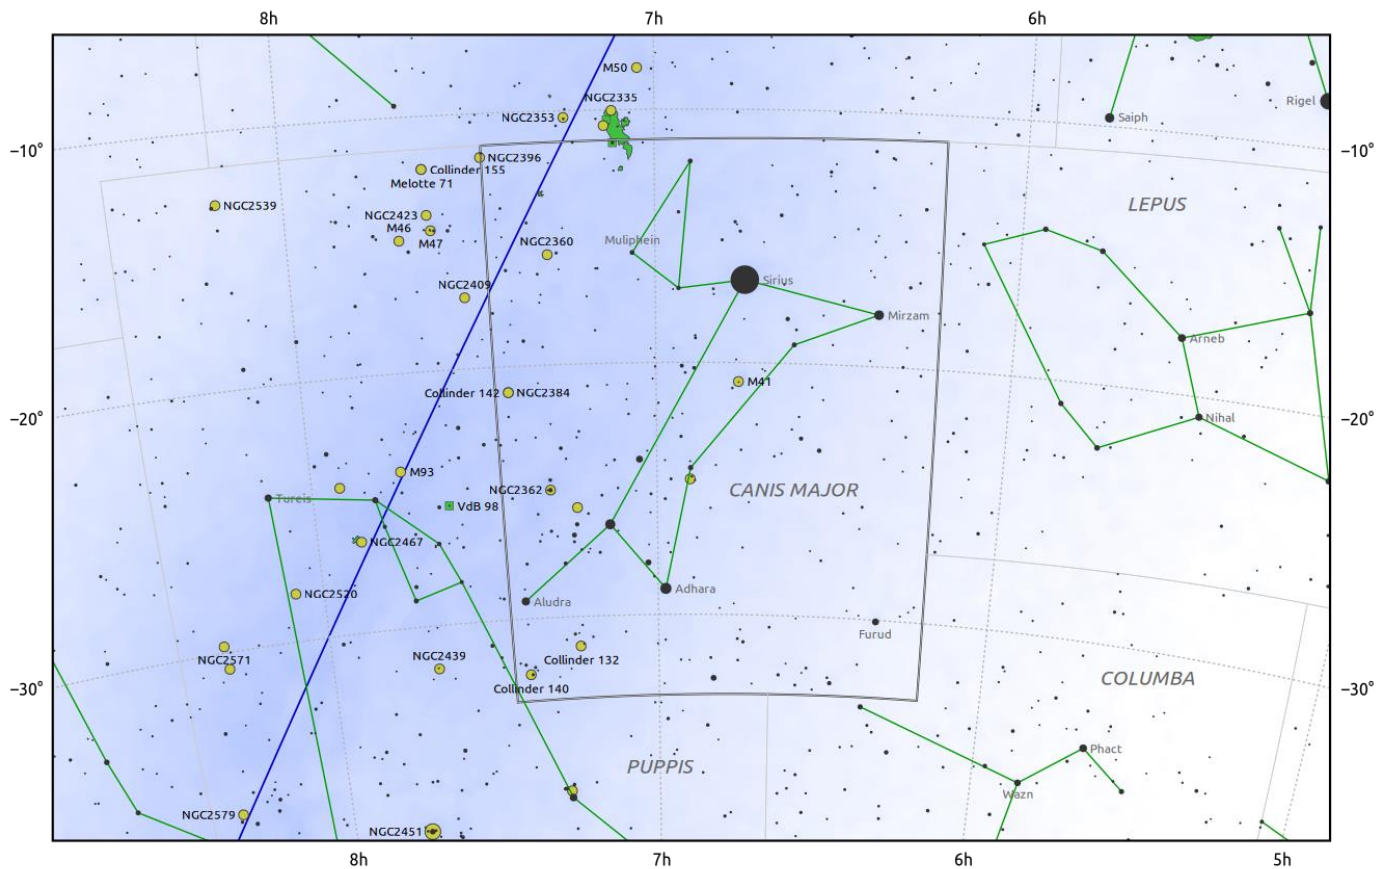 8h 7h 6h
M50
NGC2335
Rigel
NGC2353
Saiph
−10° −10°
NGC2396
Collinder 155
Melotte 71
NGC2539
LEPUS
NGC2423
M46
M47
Muliphein
NGC2360
Sirius
NGC2409
Mirzam
Arneb
M41
Collinder 142 NGC2384
−20° −20°
Nihal
M93
NGC2362
CANIS MAJOR
Tureis
VdB 98
NGC2467
Adhara
NGC2520
Aludra
Furud
NGC2571
NGC2439
Collinder 132
COLUMBA
−30° −30°
Collinder 140
Phact
PUPPIS
Wazn
NGC2579
NGC2451
8h 7h 6h 5h